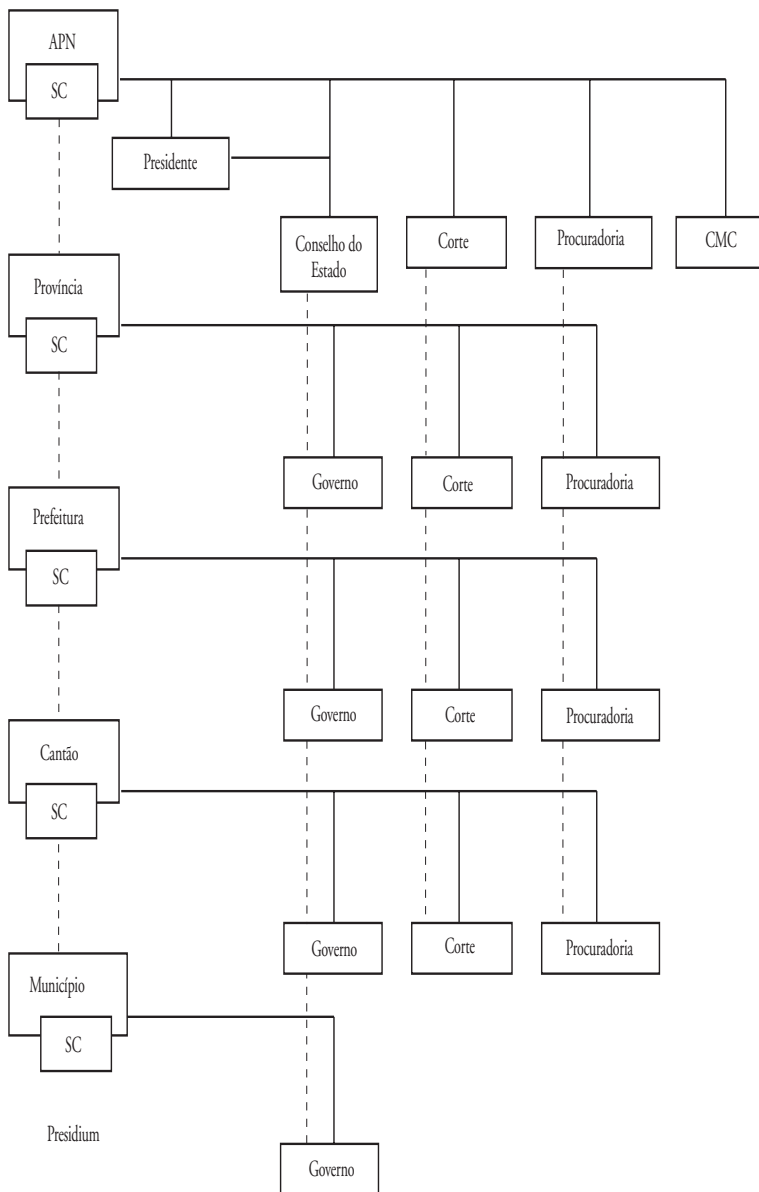 APN
SC
Presidente
Conselho do
Estado
Corte
Procuradoria
CMC
Província
SC
Governo
Corte
Procuradoria
Prefeitura
SC
Governo
Corte
Procuradoria
Cantão
SC
Governo
Corte
Procuradoria
Município
SC
Presidium
Governo